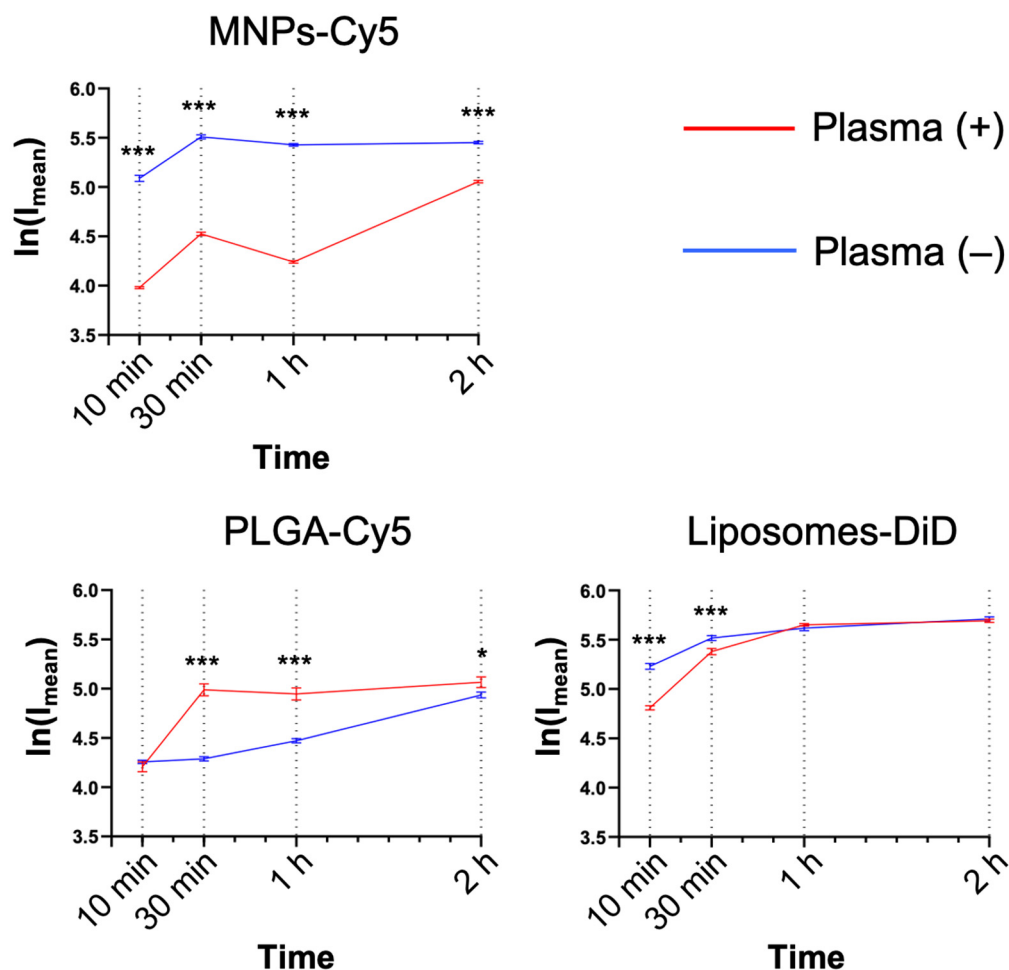 MNPs-Cy5
ln(I_mean)
6.0
5.5
5.0
4.5
4.0
3.5
***
***
***
***
10 min
30 min
1 h
2 h
Time
Plasma (+)
Plasma (–)
PLGA-Cy5
ln(I_mean)
6.0
5.5
5.0
4.5
4.0
3.5
***
***
*
10 min
30 min
1 h
2 h
Time
Liposomes-DiD
ln(I_mean)
6.0
5.5
5.0
4.5
4.0
3.5
***
***
10 min
30 min
1 h
2 h
Time